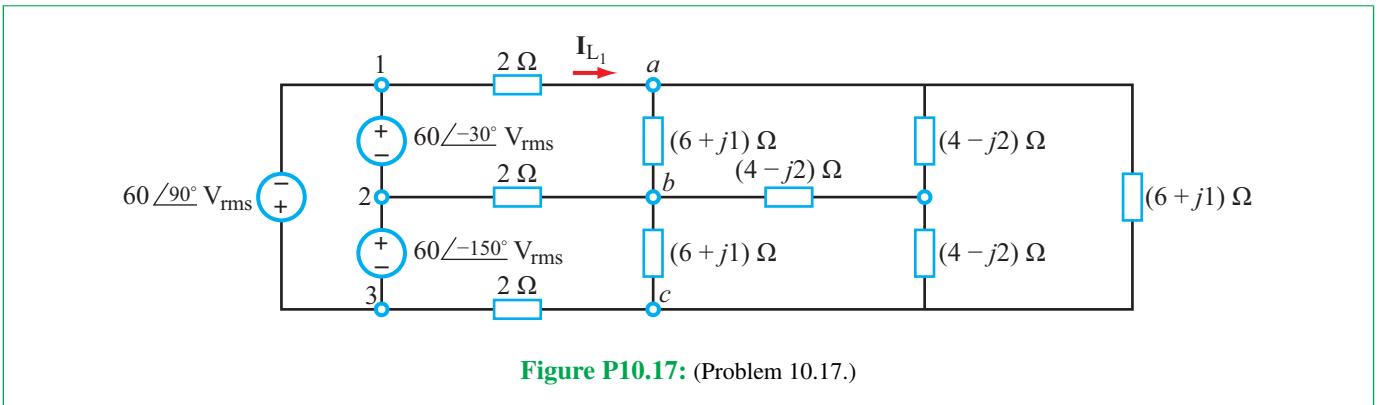 I_L₁
1
2 Ω
a
60∠−30° V_rms
(6 + j1) Ω
(4 − j2) Ω
(4 − j2) Ω
60∠90° V_rms
2
2 Ω
b
(6 + j1) Ω
60∠−150° V_rms
(6 + j1) Ω
(4 − j2) Ω
3
2 Ω
c
Figure P10.17: (Problem 10.17.)